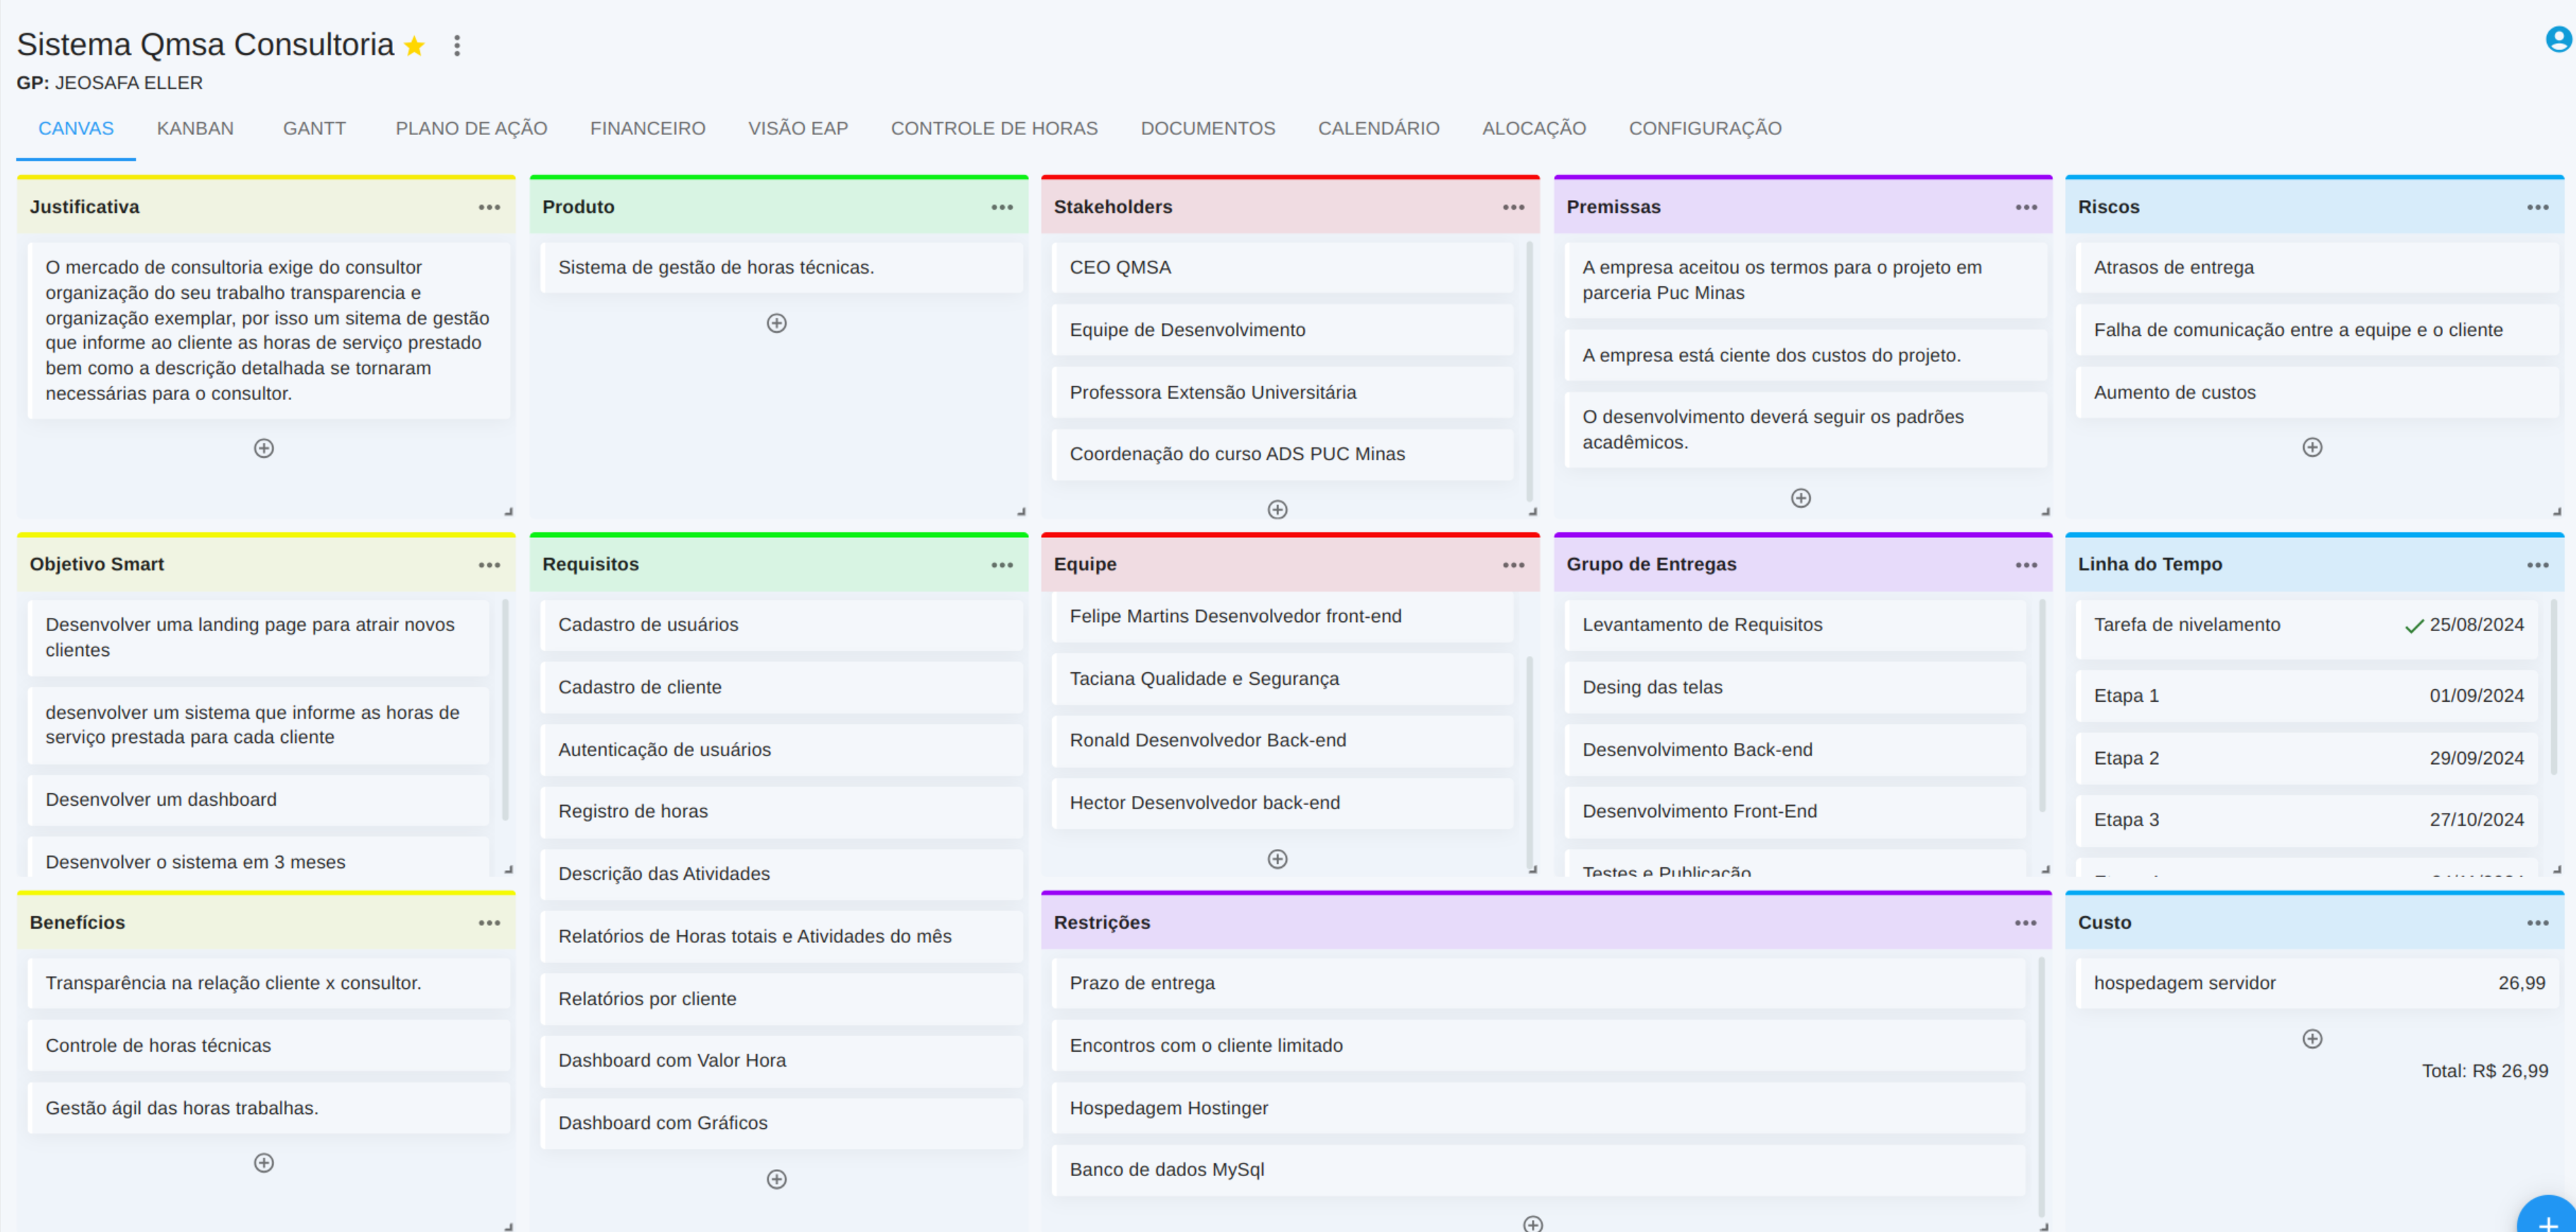 Sistema Qmsa Consultoria
GP: JEOSAFA ELLER
CANVAS KANBAN GANTT PLANO DE AÇÃO FINANCEIRO VISÃO EAP CONTROLE DE HORAS DOCUMENTOS CALENDÁRIO ALOCAÇÃO CONFIGURAÇÃO
Justificativa
O mercado de consultoria exige do consultor
organização do seu trabalho transparencia e
organização exemplar, por isso um sitema de gestão
que informe ao cliente as horas de serviço prestado
bem como a descrição detalhada se tornaram
necessárias para o consultor.
Produto
Sistema de gestão de horas técnicas.
Stakeholders
CEO QMSA
Equipe de Desenvolvimento
Professora Extensão Universitária
Coordenação do curso ADS PUC Minas
Premissas
A empresa aceitou os termos para o projeto em
parceria Puc Minas
A empresa está ciente dos custos do projeto.
O desenvolvimento deverá seguir os padrões
acadêmicos.
Riscos
Atrasos de entrega
Falha de comunicação entre a equipe e o cliente
Aumento de custos
Objetivo Smart
Desenvolver uma landing page para atrair novos
clientes
desenvolver um sistema que informe as horas de
serviço prestada para cada cliente
Desenvolver um dashboard
Desenvolver o sistema em 3 meses
Requisitos
Cadastro de usuários
Cadastro de cliente
Autenticação de usuários
Registro de horas
Descrição das Atividades
Relatórios de Horas totais e Atividades do mês
Relatórios por cliente
Dashboard com Valor Hora
Dashboard com Gráficos
Equipe
Felipe Martins Desenvolvedor front-end
Taciana Qualidade e Segurança
Ronald Desenvolvedor Back-end
Hector Desenvolvedor back-end
Grupo de Entregas
Levantamento de Requisitos
Desing das telas
Desenvolvimento Back-end
Desenvolvimento Front-End
Testes e Publicação
Linha do Tempo
Tarefa de nivelamento 25/08/2024
Etapa 1 01/09/2024
Etapa 2 29/09/2024
Etapa 3 27/10/2024
Benefícios
Transparência na relação cliente x consultor.
Controle de horas técnicas
Gestão ágil das horas trabalhas.
Restrições
Prazo de entrega
Encontros com o cliente limitado
Hospedagem Hostinger
Banco de dados MySql
Custo
hospedagem servidor 26,99
Total: R$ 26,99